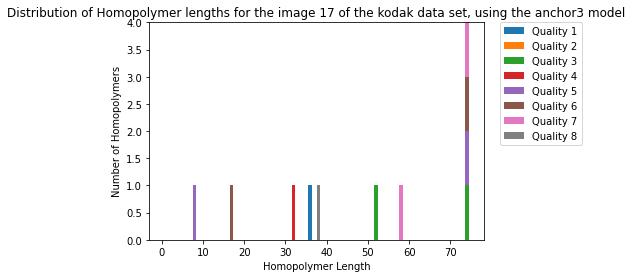 Distribution of Homopolymer lengths for the image 17 of the kodak data set, using the anchor3 model
4.0
3.5
3.0
2.5
2.0
1.5
1.0
0.5
0.0
Number of Homopolymers
0 10 20 30 40 50 60 70
Homopolymer Length
Quality 1
Quality 2
Quality 3
Quality 4
Quality 5
Quality 6
Quality 7
Quality 8